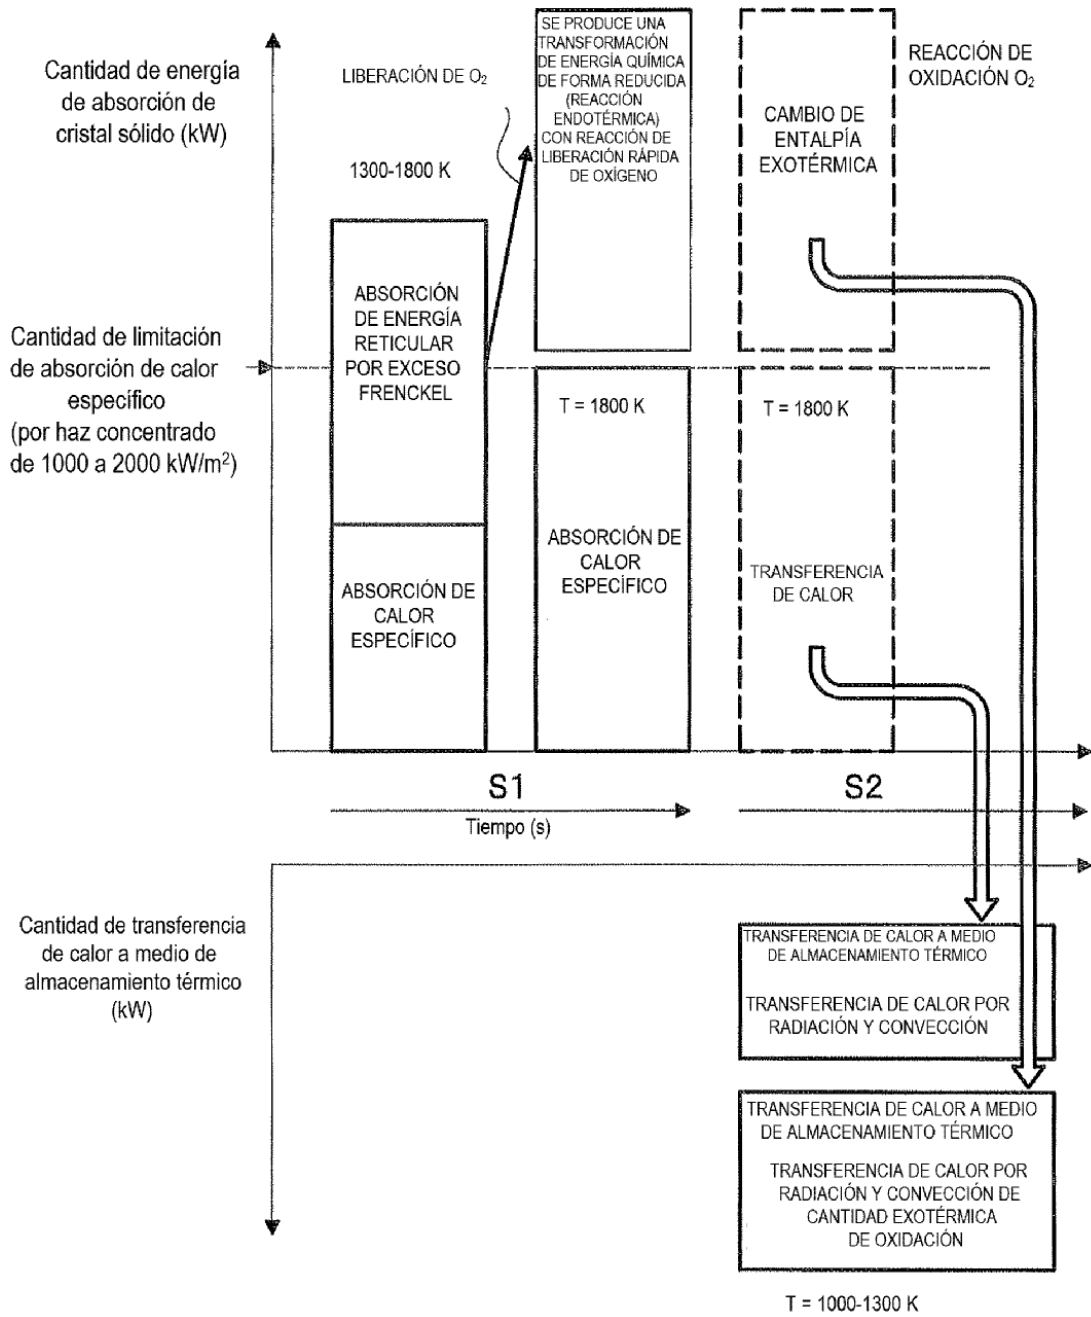 Cantidad de energía
de absorción de
cristal sólido (kW)
LIBERACIÓN DE O₂
1300-1800 K
SE PRODUCE UNA
TRANSFORMACIÓN
DE ENERGÍA QUÍMICA
DE FORMA REDUCIDA
(REACCIÓN
ENDOTÉRMICA)
CON REACCIÓN DE
LIBERACIÓN RÁPIDA
DE OXÍGENO
CAMBIO DE
ENTALPÍA
EXOTÉRMICA
REACCIÓN DE
OXIDACIÓN O₂
ABSORCIÓN
DE ENERGÍA
RETICULAR
POR EXCESO
FRENCKEL
Cantidad de limitación
de absorción de calor
específico
(por haz concentrado
de 1000 a 2000 kW/m²)
T = 1800 K
T = 1800 K
ABSORCIÓN DE
CALOR
ESPECÍFICO
ABSORCIÓN DE
CALOR
ESPECÍFICO
TRANSFERENCIA
DE CALOR
S1
S2
Tiempo (s)
Cantidad de transferencia
de calor a medio de
almacenamiento térmico
(kW)
TRANSFERENCIA DE CALOR A MEDIO
DE ALMACENAMIENTO TÉRMICO
TRANSFERENCIA DE CALOR POR
RADIACIÓN Y CONVECCIÓN
TRANSFERENCIA DE CALOR A MEDIO
DE ALMACENAMIENTO TÉRMICO
TRANSFERENCIA DE CALOR POR
RADIACIÓN Y CONVECCIÓN DE
CANTIDAD EXOTÉRMICA
DE OXIDACIÓN
T = 1000-1300 K